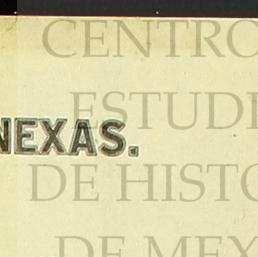 CENTRO
ESTUDI
NEXAS.
DE HISTO
DE MEX